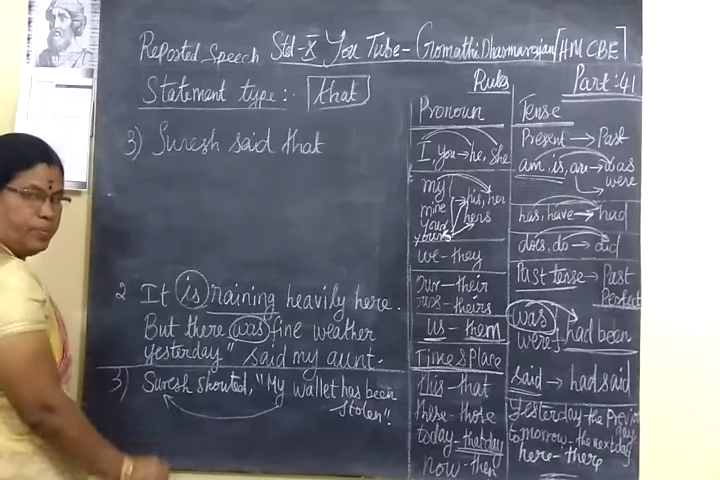 Reported Speech Std-X You Tube- Gomathi Dharmarajan [HM CBE]
Statement type:- that
3) Suresh said that
2 It is raining heavily here.
But there was fine weather
yesterday" said my aunt.
3) Suresh shouted, "My wallet has been
stolen".
Rules
Pronoun
I, you → he, she
my
mine
your
yours
his, her
hers
we - they
our - their
ours - theirs
us - them
Time & Place
this - that
these - those
today - that day
now - then
Part: 41
Tense
Present → Past
am, is, are → was
were
has, have → had
does, do → did
Past tense → Past
Perfect
was
were
had been
said → had said
yesterday - the previous
day
tomorrow - the next day
here - there